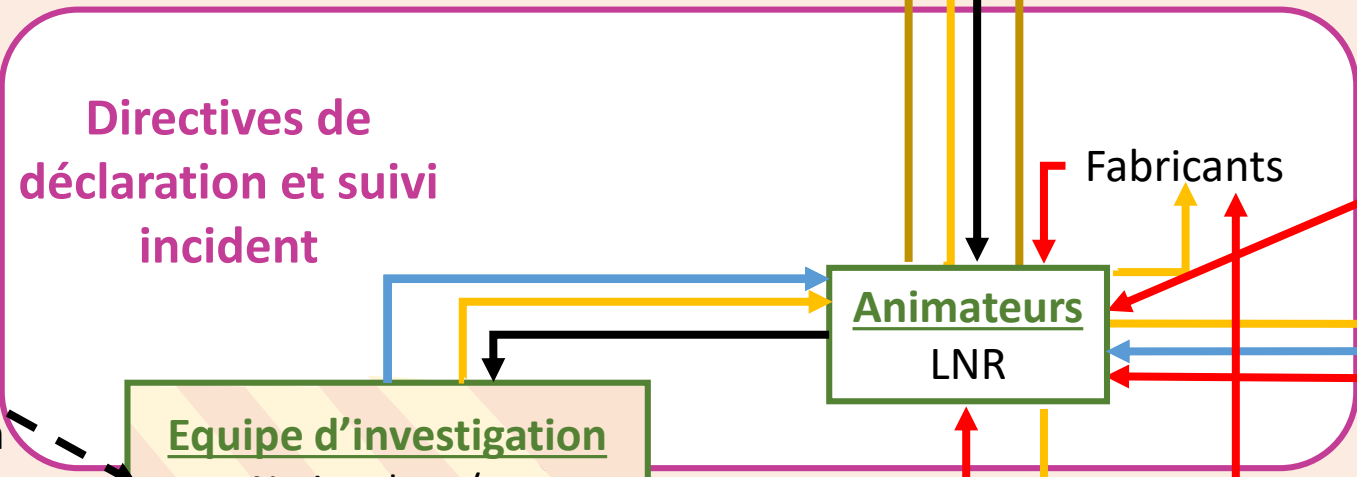 Directives de
déclaration et suivi
incident
Fabricants
Animateurs
LNR
Equipe d'investigation